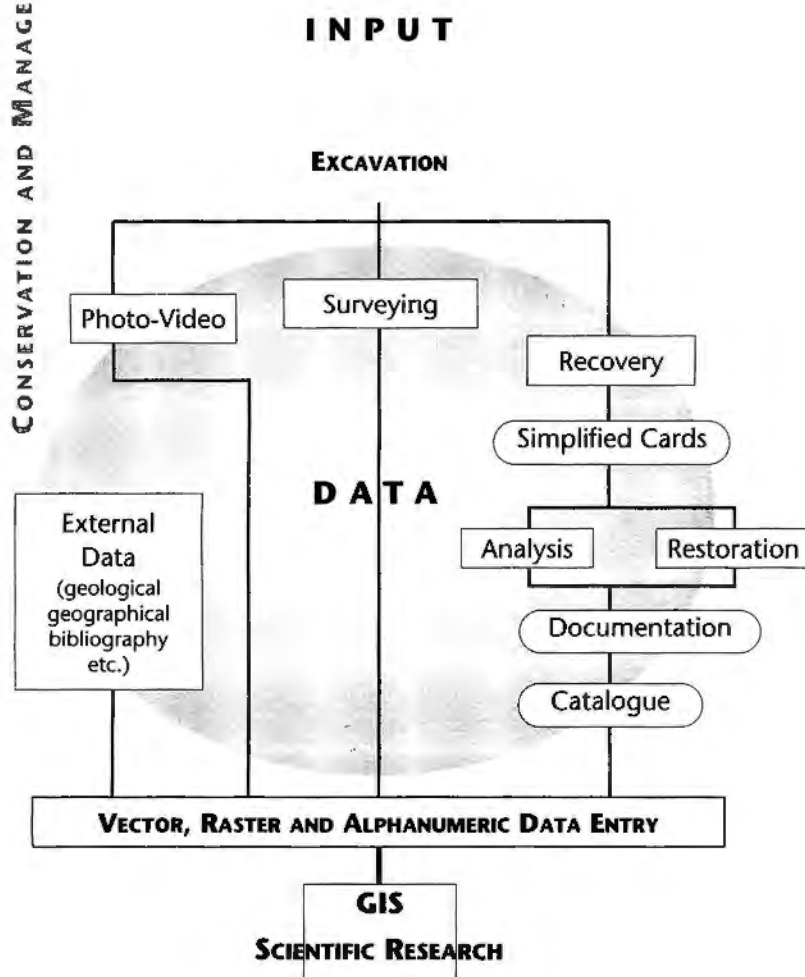 INPUT
CONSERVATION AND MANAGE
EXCAVATION
Photo-Video
Surveying
Recovery
Simplified Cards
DATA
External
Data
(geological
geographical
bibliography
etc.)
Analysis
Restoration
Documentation
Catalogue
VECTOR, RASTER AND ALPHANUMERIC DATA ENTRY
GIS
SCIENTIFIC RESEARCH